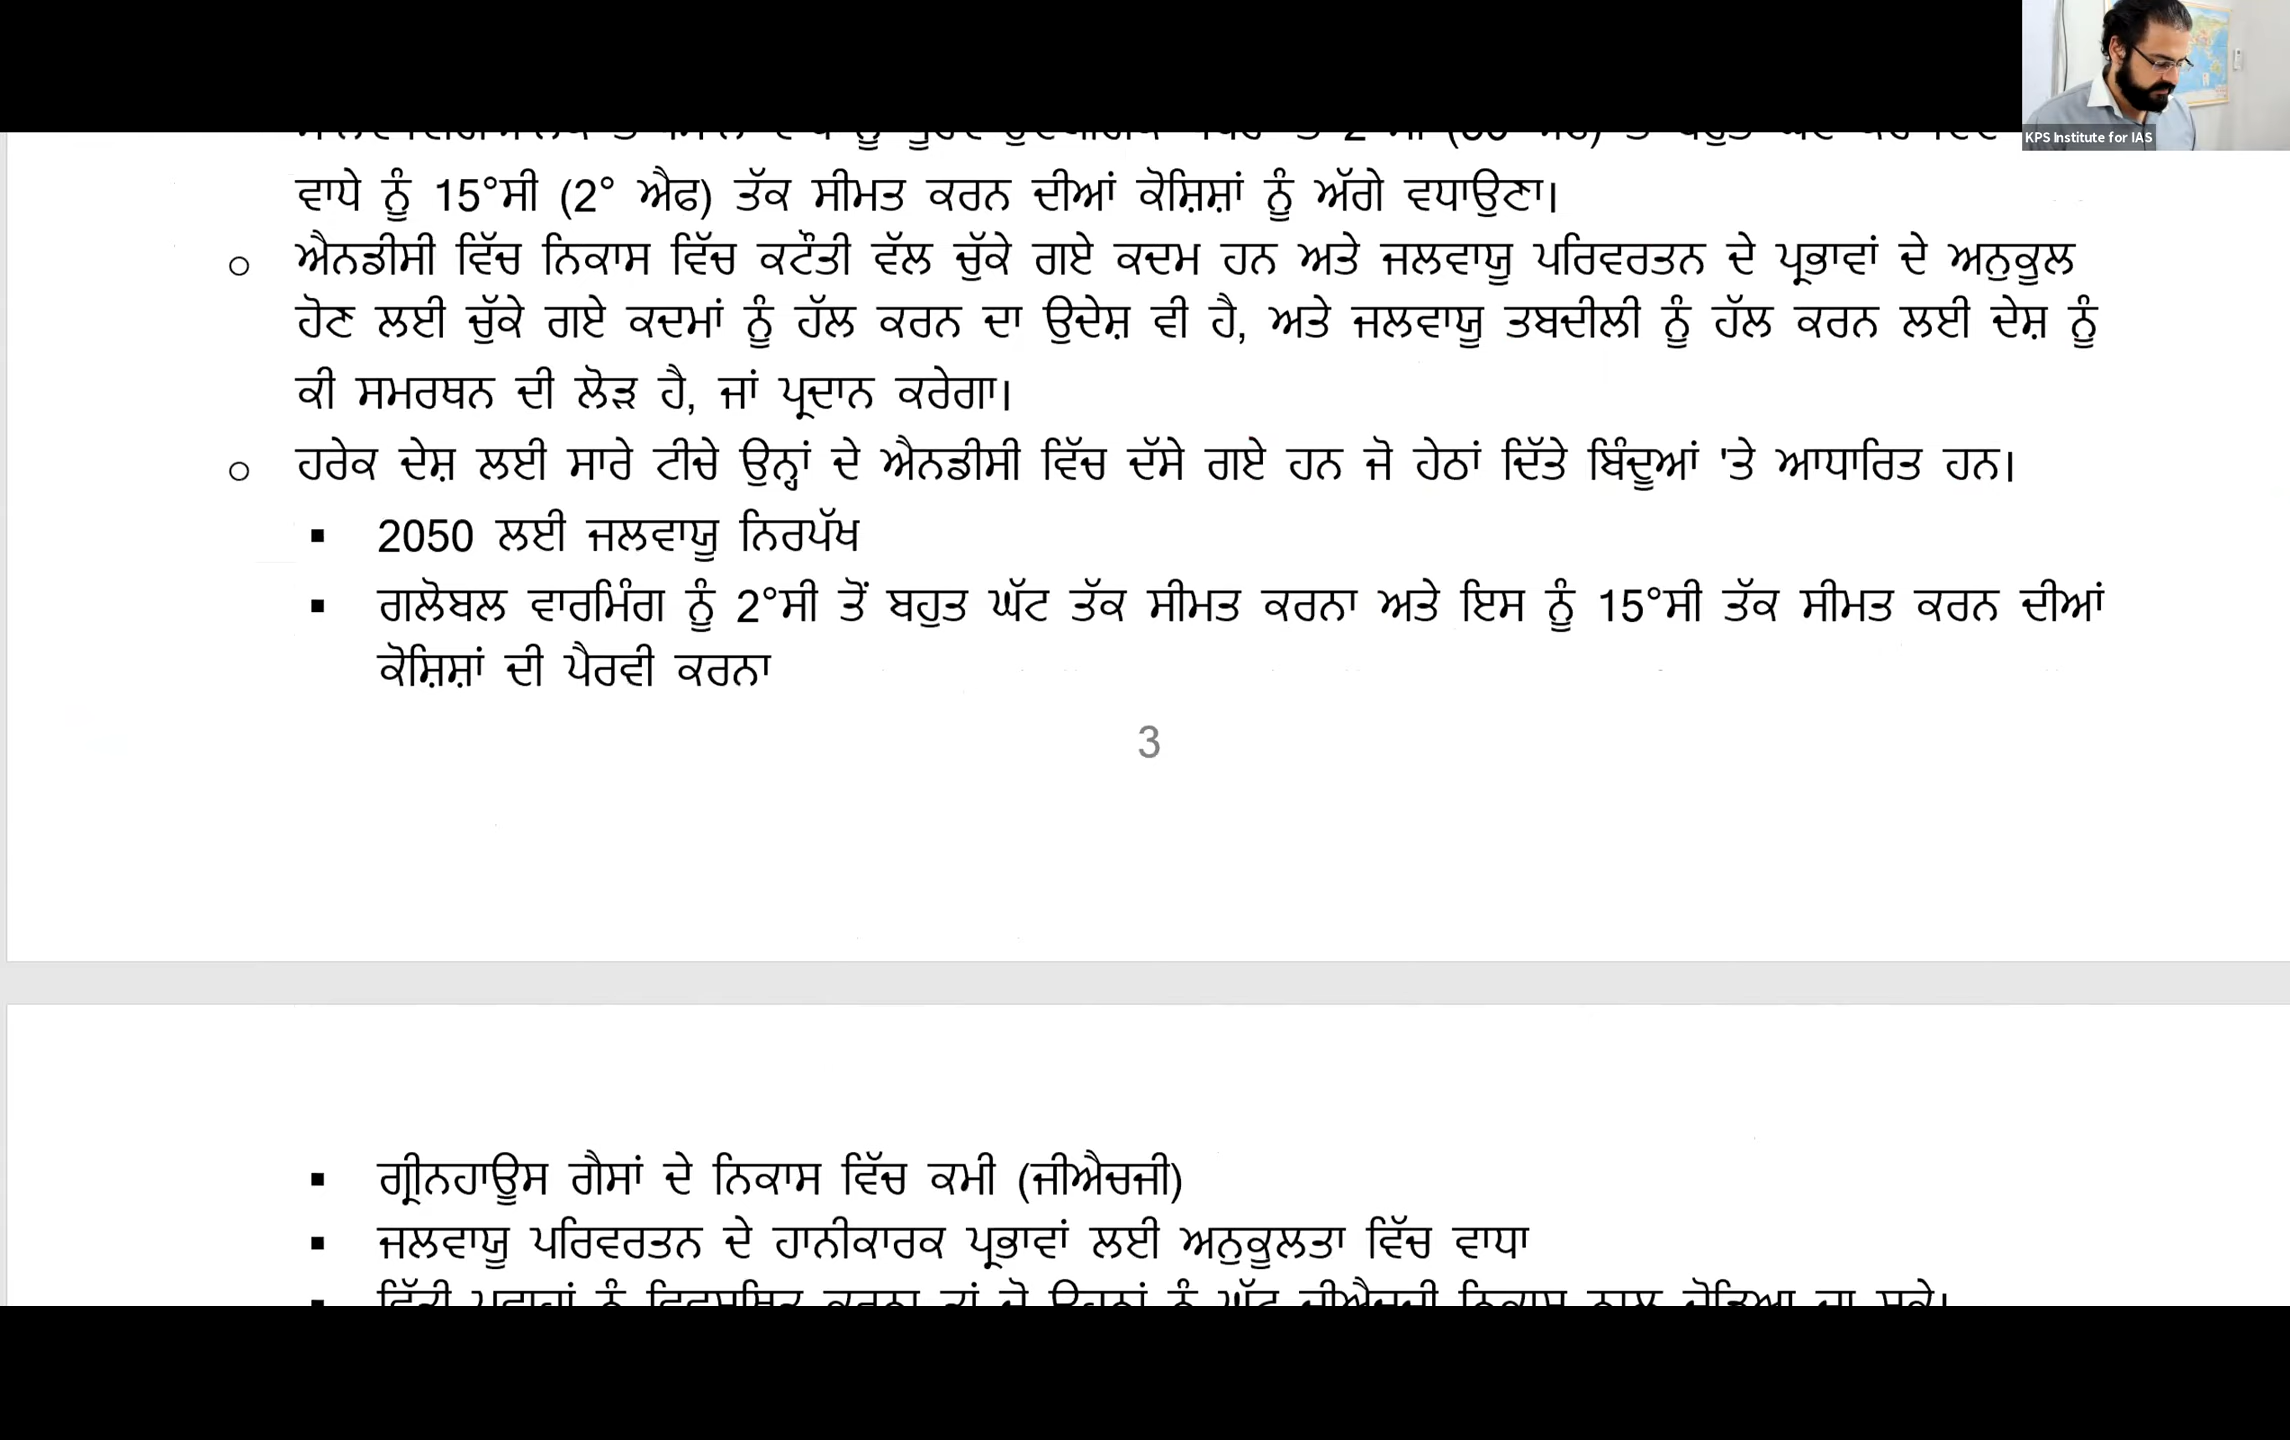 KPS Institute for IAS
ਵਾਧੇ ਨੂੰ 15°ਸੀ (2° ਐਫ) ਤੱਕ ਸੀਮਤ ਕਰਨ ਦੀਆਂ ਕੋਸ਼ਿਸ਼ਾਂ ਨੂੰ ਅੱਗੇ ਵਧਾਉਣਾ।
○ ਐਨਡੀਸੀ ਵਿੱਚ ਨਿਕਾਸ ਵਿੱਚ ਕਟੌਤੀ ਵੱਲ ਚੁੱਕੇ ਗਏ ਕਦਮ ਹਨ ਅਤੇ ਜਲਵਾਯੂ ਪਰਿਵਰਤਨ ਦੇ ਪ੍ਰਭਾਵਾਂ ਦੇ ਅਨੁਕੂਲ
ਹੋਣ ਲਈ ਚੁੱਕੇ ਗਏ ਕਦਮਾਂ ਨੂੰ ਹੱਲ ਕਰਨ ਦਾ ਉਦੇਸ਼ ਵੀ ਹੈ, ਅਤੇ ਜਲਵਾਯੂ ਤਬਦੀਲੀ ਨੂੰ ਹੱਲ ਕਰਨ ਲਈ ਦੇਸ਼ ਨੂੰ
ਕੀ ਸਮਰਥਨ ਦੀ ਲੋੜ ਹੈ, ਜਾਂ ਪ੍ਰਦਾਨ ਕਰੇਗਾ।
○ ਹਰੇਕ ਦੇਸ਼ ਲਈ ਸਾਰੇ ਟੀਚੇ ਉਨ੍ਹਾਂ ਦੇ ਐਨਡੀਸੀ ਵਿੱਚ ਦੱਸੇ ਗਏ ਹਨ ਜੋ ਹੇਠਾਂ ਦਿੱਤੇ ਬਿੰਦੂਆਂ 'ਤੇ ਆਧਾਰਿਤ ਹਨ।
▪ 2050 ਲਈ ਜਲਵਾਯੂ ਨਿਰਪੱਖ
▪ ਗਲੋਬਲ ਵਾਰਮਿੰਗ ਨੂੰ 2°ਸੀ ਤੋਂ ਬਹੁਤ ਘੱਟ ਤੱਕ ਸੀਮਤ ਕਰਨਾ ਅਤੇ ਇਸ ਨੂੰ 15°ਸੀ ਤੱਕ ਸੀਮਤ ਕਰਨ ਦੀਆਂ
ਕੋਸ਼ਿਸ਼ਾਂ ਦੀ ਪੈਰਵੀ ਕਰਨਾ
3
▪ ਗ੍ਰੀਨਹਾਊਸ ਗੈਸਾਂ ਦੇ ਨਿਕਾਸ ਵਿੱਚ ਕਮੀ (ਜੀਐਚਜੀ)
▪ ਜਲਵਾਯੂ ਪਰਿਵਰਤਨ ਦੇ ਹਾਨੀਕਾਰਕ ਪ੍ਰਭਾਵਾਂ ਲਈ ਅਨੁਕੂਲਤਾ ਵਿੱਚ ਵਾਧਾ